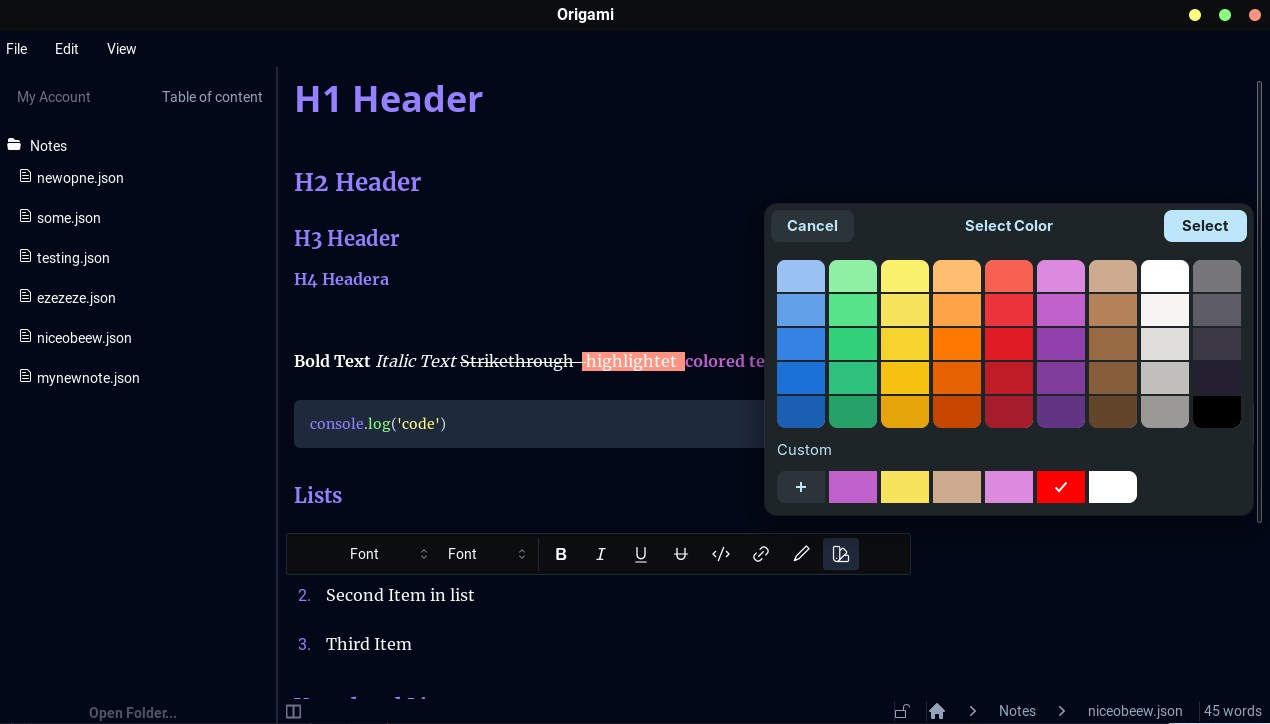 Origami
File Edit View
My Account Table of content
Notes
newopne.json
some.json
testing.json
ezezeze.json
niceobeew.json
mynewnote.json
Open Folder...
H1 Header
H2 Header
H3 Header
H4 Headera
Bold Text Italic Text Strikethrough highlightet colored te
console.log('code')
Lists
Font Font B I U
2. Second Item in list
3. Third Item
Cancel Select Color Select
Custom
Notes niceobeew.json 45 words